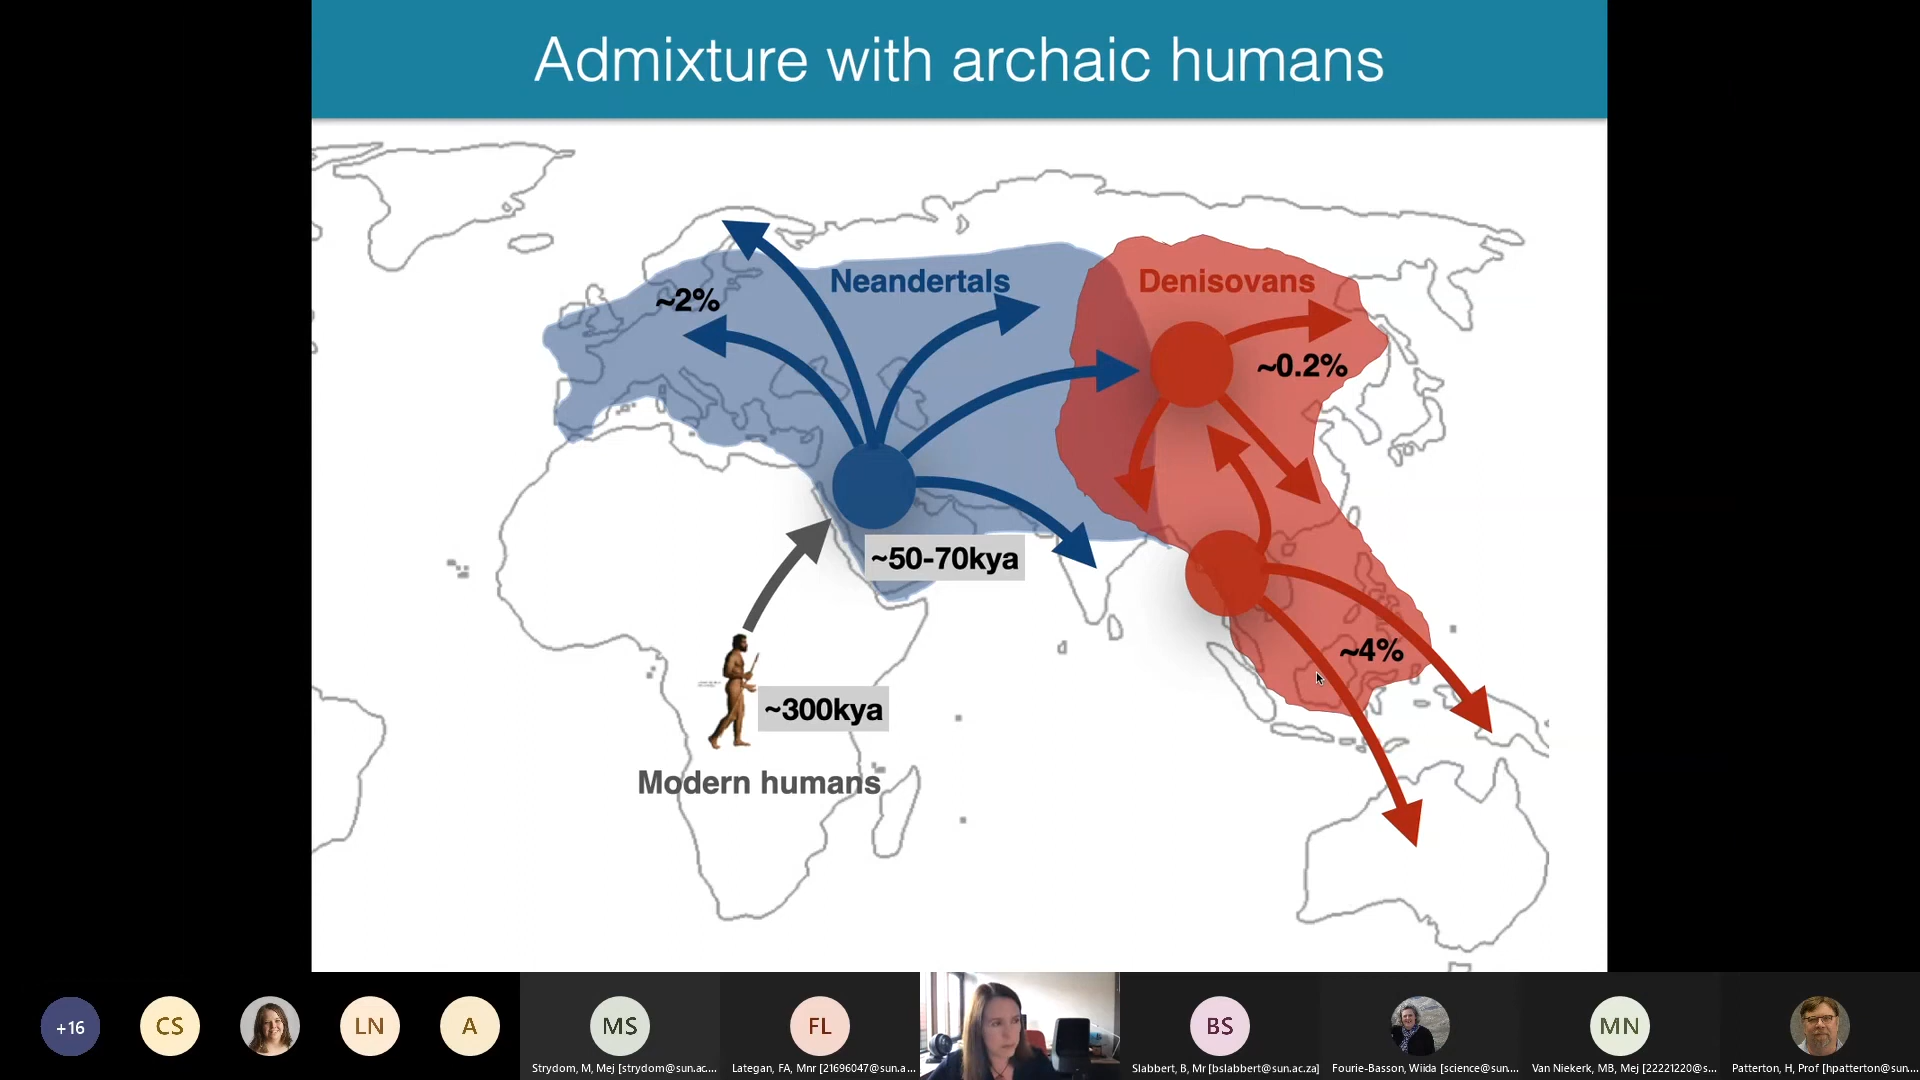 Admixture with archaic humans
Neandertals
Denisovans
~2%
~0.2%
~50-70kya
~4%
~300kya
Modern humans
+16
CS
LN
A
MS
FL
BS
MN
Strydom, M, Mej [strydom@sun.ac....
Lategan, FA, Mnr [21696047@sun.a...
Slabbert, B, Mr [bslabbert@sun.ac.za]
Fourie-Basson, Wiida [science@sun....
Van Niekerk, MB, Mej [22221220@s...
Patterton, H, Prof [hpatterton@sun....